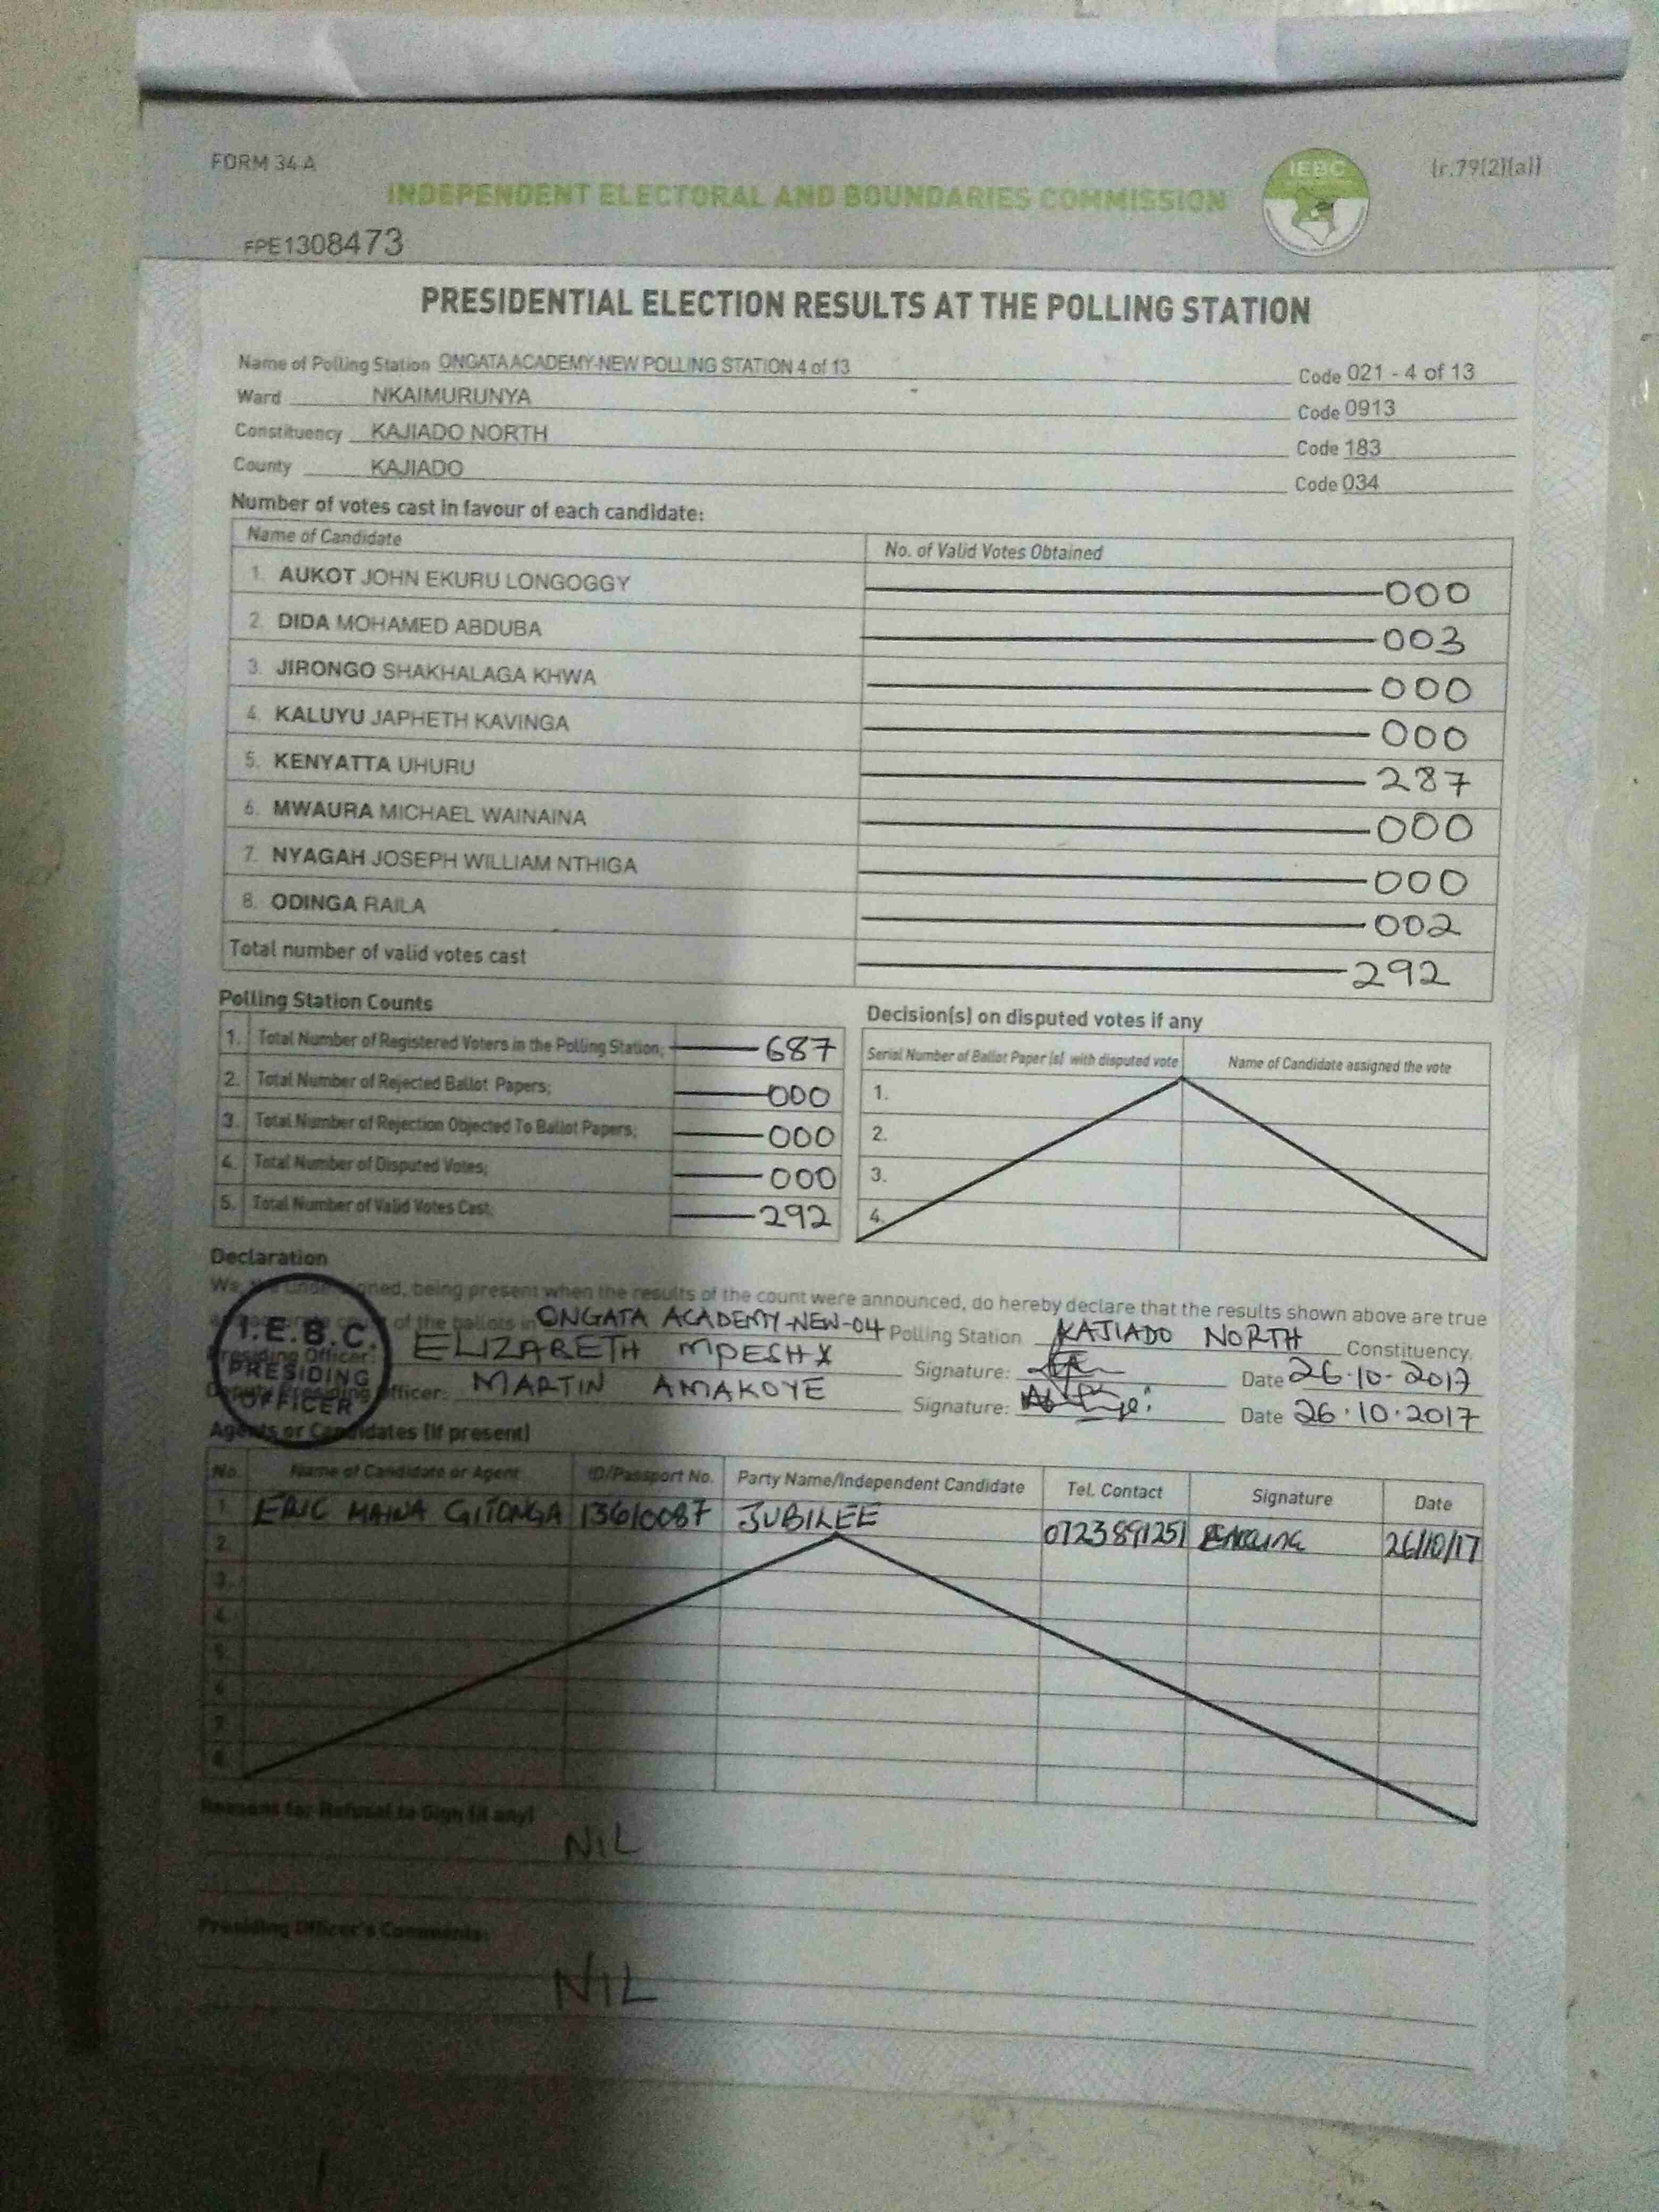 FORM 34 A
IEBC
(r.79(2)(a))
INDEPENDENT ELECTORAL AND BOUNDARIES COMMISSION
FPE1308473
PRESIDENTIAL ELECTION RESULTS AT THE POLLING STATION
Name of Polling Station ONGATA ACADEMY-NEW POLLING STATION 4 of 13 Code 021 - 4 of 13
Ward NKAIMURUNYA Code 0913
Constituency KAJIADO NORTH Code 183
County KAJIADO Code 034
Number of votes cast in favour of each candidate:
Name of Candidate No. of Valid Votes Obtained
1. AUKOT JOHN EKURU LONGOGGY 000
2. DIDA MOHAMED ABDUBA 003
3. JIRONGO SHAKHALAGA KHWA 000
4. KALUYU JAPHETH KAVINGA 000
5. KENYATTA UHURU 287
6. MWAURA MICHAEL WAINAINA 000
7. NYAGAH JOSEPH WILLIAM NTHIGA 000
8. ODINGA RAILA 002
Total number of valid votes cast 292
Polling Station Counts
1. Total Number of Registered Voters in the Polling Station; 687
2. Total Number of Rejected Ballot Papers; 000
3. Total Number of Rejection Objected To Ballot Papers; 000
4. Total Number of Disputed Votes; 000
5. Total Number of Valid Votes Cast; 292
Decision(s) on disputed votes if any
Serial Number of Ballot Paper (s) with disputed vote Name of Candidate assigned the vote
1.
2.
3.
4.
Declaration
We, the undersigned, being present when the results of the count were announced, do hereby declare that the results shown above are true
of the ballots in ONGATA ACADEMY-NEW-04 Polling Station KAJIADO NORTH Constituency.
Presiding Officer: ELIZABETH MPESHX Signature: Date 26.10.2017
Deputy Presiding Officer: MARTIN AMAKOYE Signature: Date 26.10.2017
I.E.B.C.
PRESIDING
OFFICER
Agents or Candidates (if present)
No. Name of Candidate or Agent ID/Passport No. Party Name/Independent Candidate Tel. Contact Signature Date
1. ERIC MAINA GITONGA 13610087 JUBILEE 0723891251 26/10/17
2.
3.
4.
5.
6.
7.
8.
Reasons for Refusal to Sign (if any)
NIL
Presiding Officer's Comments:
NIL